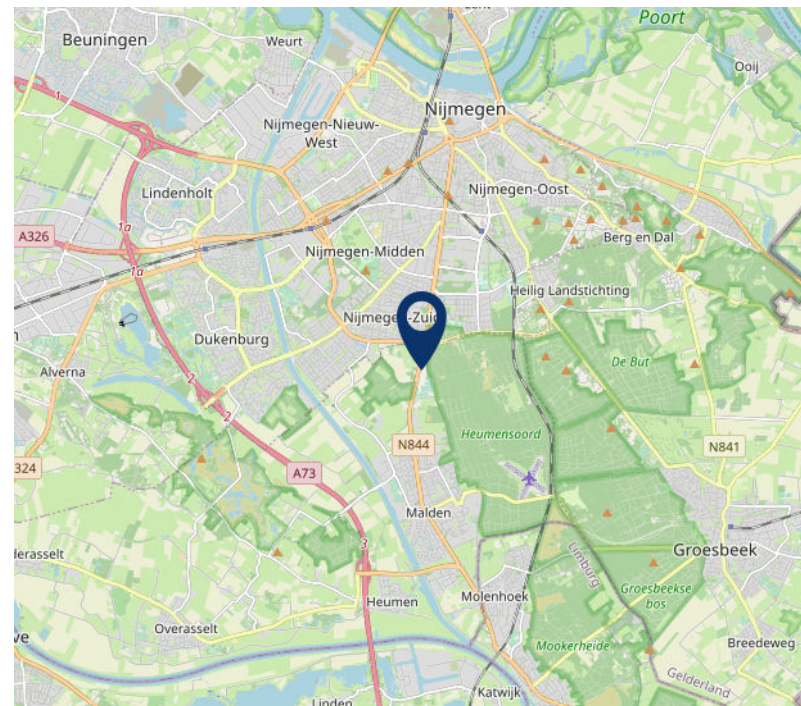 Lent
Poort
Beuningen
Weurt
Ooij
1
Nijmegen
Nijmegen-Nieuw-
West
Lindenholt
Nijmegen-Oost
1a
A326
Berg en Dal
Nijmegen-Midden
1a
Heilig Landstichting
Nijmegen-Zuid
Dukenburg
De But
Alverna
2
2
Heumensoord
N844
N841
324
A73
Malden
3
Groesbeek
derasselt
Limburg
Heumen
Molenhoek
Groesbeekse
bos
Overasselt
Mookerheide
Breedeweg
Gelderland
Katwijk
Linden